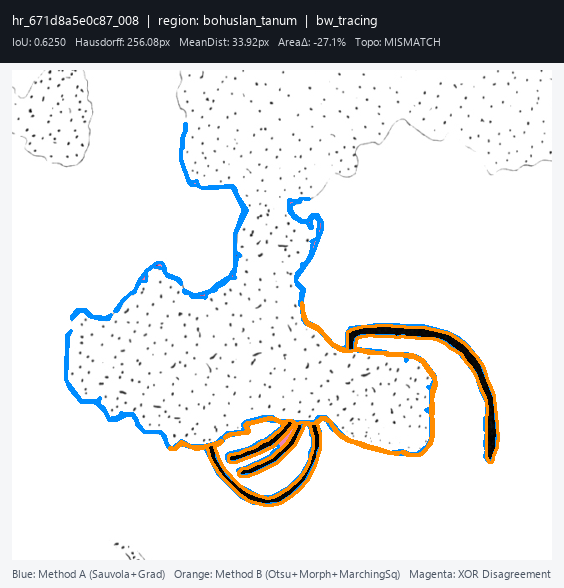 hr_671d8a5e0c87_008 | region: bohuslan_tanum | bw_tracing
IoU: 0.6250 Hausdorff: 256.08px MeanDist: 33.92px AreaΔ: -27.1% Topo: MISMATCH
Blue: Method A (Sauvola+Grad) Orange: Method B (Otsu+Morph+MarchingSq) Magenta: XOR Disagreement